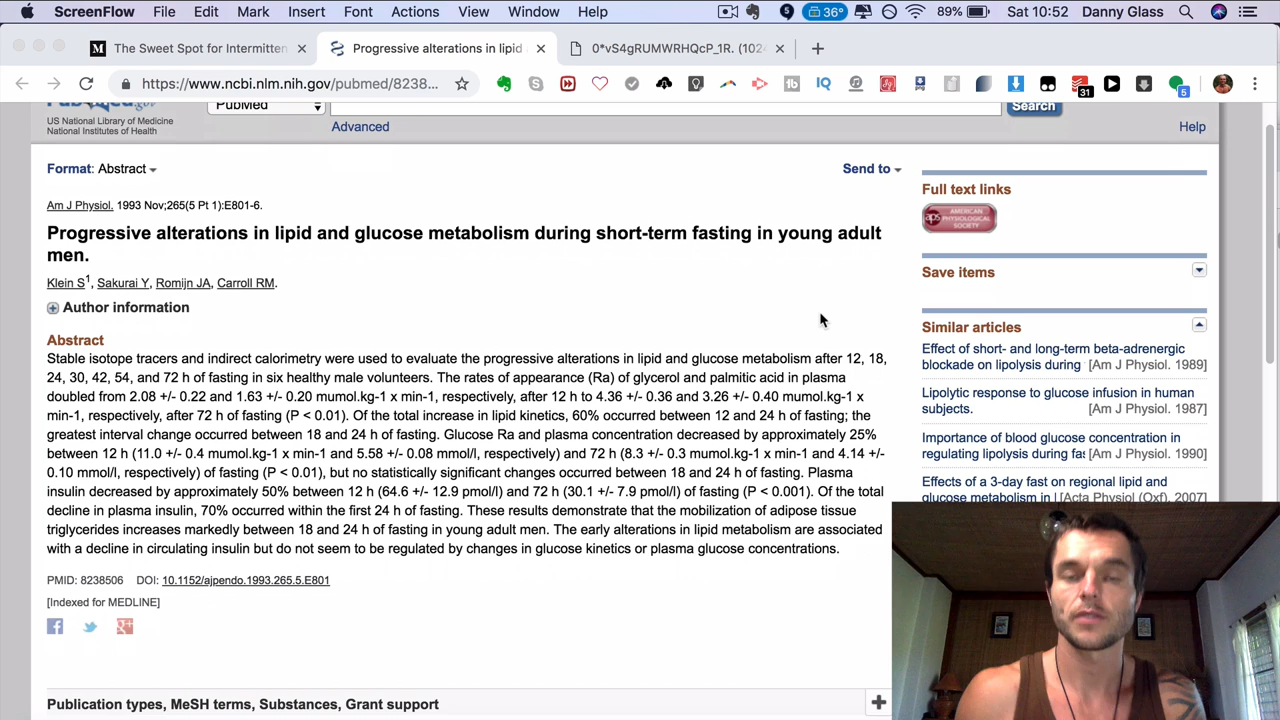 ScreenFlow File Edit Mark Insert Font Actions View Window Help 5 36° 89% Sat 10:52 Danny Glass
M The Sweet Spot for Intermitten × Progressive alterations in lipid × 0*vS4gRUMWRHQcP_1R. (102 × +
https://www.ncbi.nlm.nih.gov/pubmed/8238... tb IQ 31 5
PubMed.gov PubMed Search
US National Library of Medicine
National Institutes of Health
Advanced Help
Format: Abstract Send to
Am J Physiol. 1993 Nov;265(5 Pt 1):E801-6.
Progressive alterations in lipid and glucose metabolism during short-term fasting in young adult
men.
Klein S1, Sakurai Y, Romijn JA, Carroll RM.
Author information
Abstract
Stable isotope tracers and indirect calorimetry were used to evaluate the progressive alterations in lipid and glucose metabolism after 12, 18,
24, 30, 42, 54, and 72 h of fasting in six healthy male volunteers. The rates of appearance (Ra) of glycerol and palmitic acid in plasma
doubled from 2.08 +/- 0.22 and 1.63 +/- 0.20 mumol.kg-1 x min-1, respectively, after 12 h to 4.36 +/- 0.36 and 3.26 +/- 0.40 mumol.kg-1 x
min-1, respectively, after 72 h of fasting (P < 0.01). Of the total increase in lipid kinetics, 60% occurred between 12 and 24 h of fasting; the
greatest interval change occurred between 18 and 24 h of fasting. Glucose Ra and plasma concentration decreased by approximately 25%
between 12 h (11.0 +/- 0.4 mumol.kg-1 x min-1 and 5.58 +/- 0.08 mmol/l, respectively) and 72 h (8.3 +/- 0.3 mumol.kg-1 x min-1 and 4.14 +/-
0.10 mmol/l, respectively) of fasting (P < 0.01), but no statistically significant changes occurred between 18 and 24 h of fasting. Plasma
insulin decreased by approximately 50% between 12 h (64.6 +/- 12.9 pmol/l) and 72 h (30.1 +/- 7.9 pmol/l) of fasting (P < 0.001). Of the total
decline in plasma insulin, 70% occurred within the first 24 h of fasting. These results demonstrate that the mobilization of adipose tissue
triglycerides increases markedly between 18 and 24 h of fasting in young adult men. The early alterations in lipid metabolism are associated
with a decline in circulating insulin but do not seem to be regulated by changes in glucose kinetics or plasma glucose concentrations.
PMID: 8238506 DOI: 10.1152/ajpendo.1993.265.5.E801
[Indexed for MEDLINE]
Publication types, MeSH terms, Substances, Grant support
Full text links
aps AMERICAN
PHYSIOLOGICAL
SOCIETY
Save items
Similar articles
Effect of short- and long-term beta-adrenergic
blockade on lipolysis during [Am J Physiol. 1989]
Lipolytic response to glucose infusion in human
subjects. [Am J Physiol. 1987]
Importance of blood glucose concentration in
regulating lipolysis during fas [Am J Physiol. 1990]
Effects of a 3-day fast on regional lipid and
glucose metabolism in [Acta Physiol (Oxf). 2007]